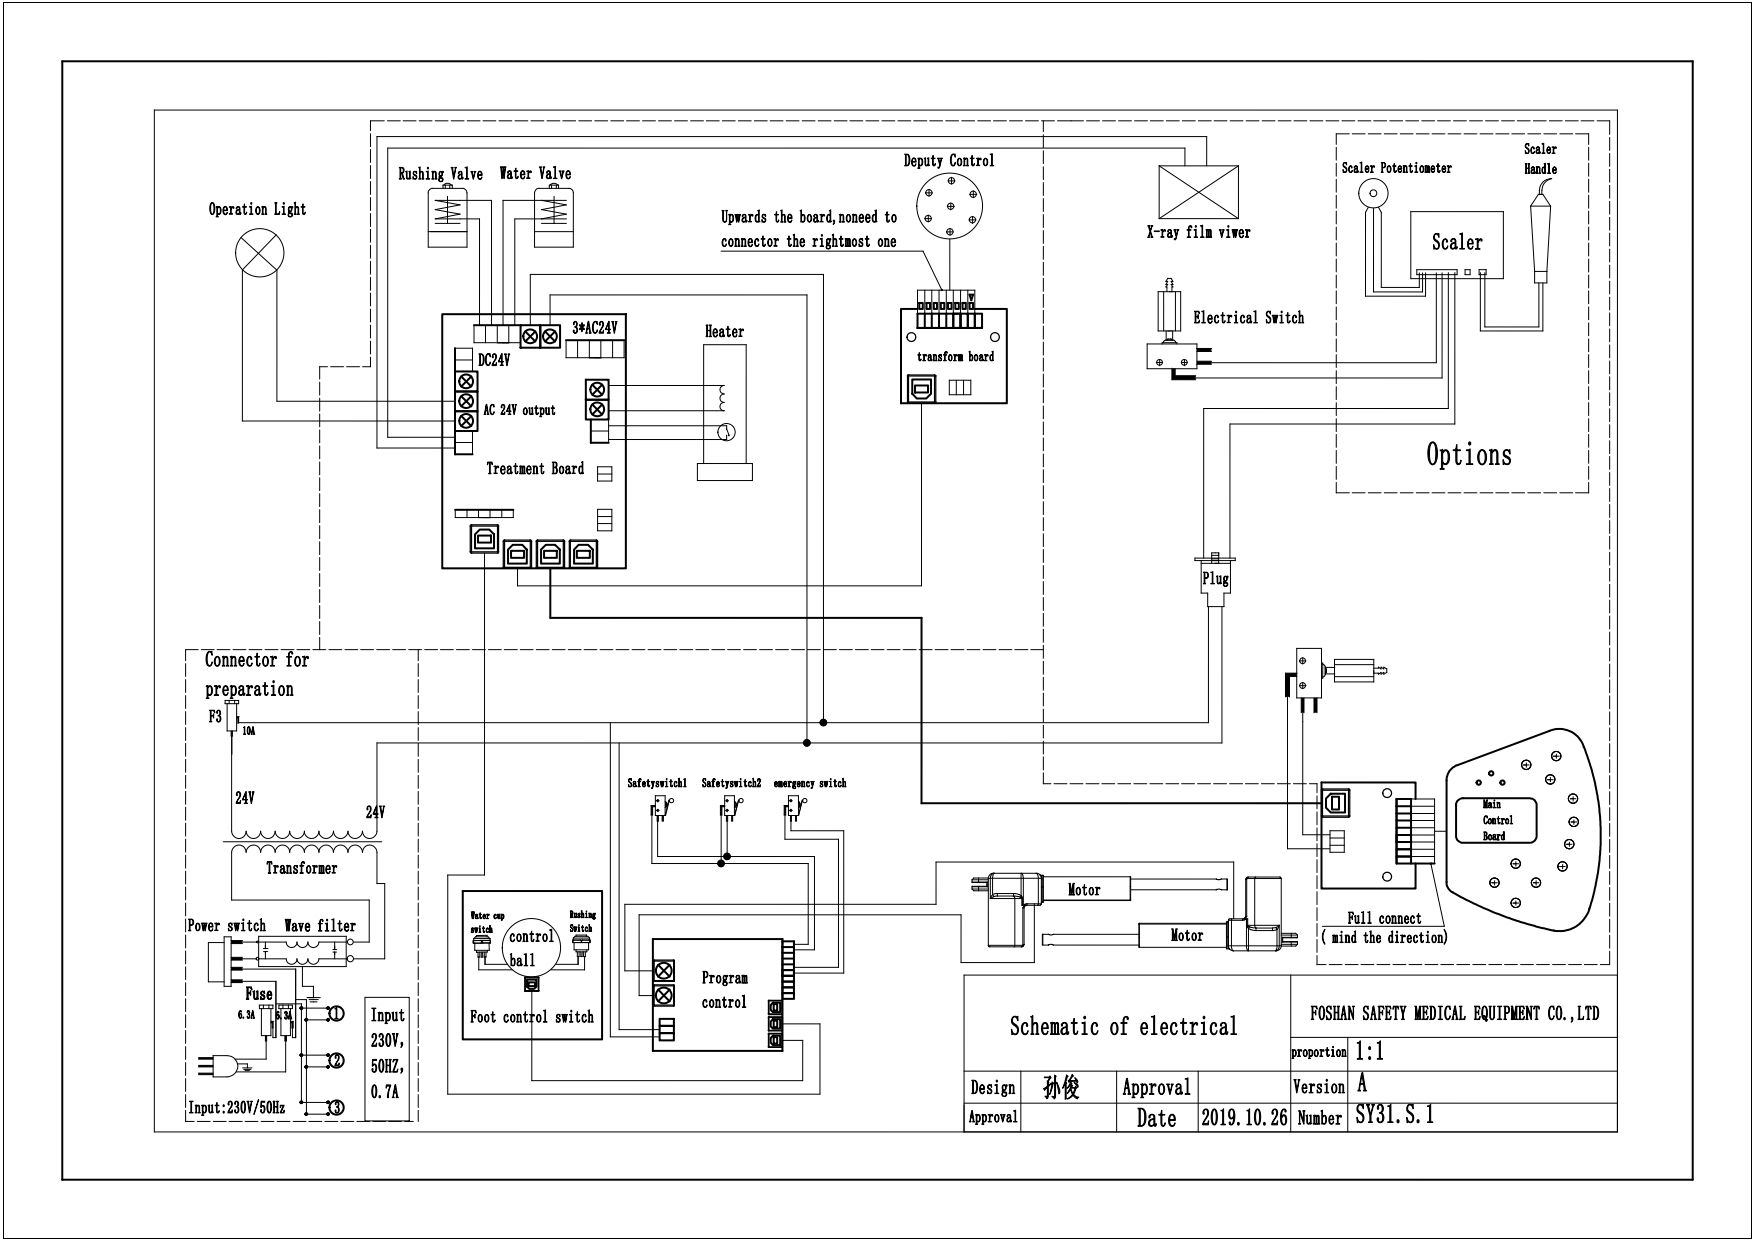 Deputy Control
Scaler
Handle
Scaler Potentiometer
Rushing Valve
Water Valve
Operation Light
Upwards the board,noneed to
connector the rightmost one
X-ray film viwer
Scaler
Electrical Switch
3*AC24V
Heater
DC24V
transform board
AC 24V output
Treatment Board
Options
Plug
Connector for
preparation
F3
10A
24V
24V
Transformer
Safetyswitch1
Safetyswitch2
emergency switch
Main
Control
Board
Motor
Motor
Full connect
( mind the direction)
Power switch
Wave filter
Fuse
6.3A
6.3A
1
2
3
Input
230V,
50HZ,
0.7A
Input:230V/50Hz
Water cup
switch
Rushing
Switch
control
ball
Foot control switch
Program
control
Schematic of electrical
FOSHAN SAFETY MEDICAL EQUIPMENT CO.,LTD
proportion
1:1
Design
孙俊
Approval
Version
A
Approval
Date
2019.10.26
Number
SY31.S.1